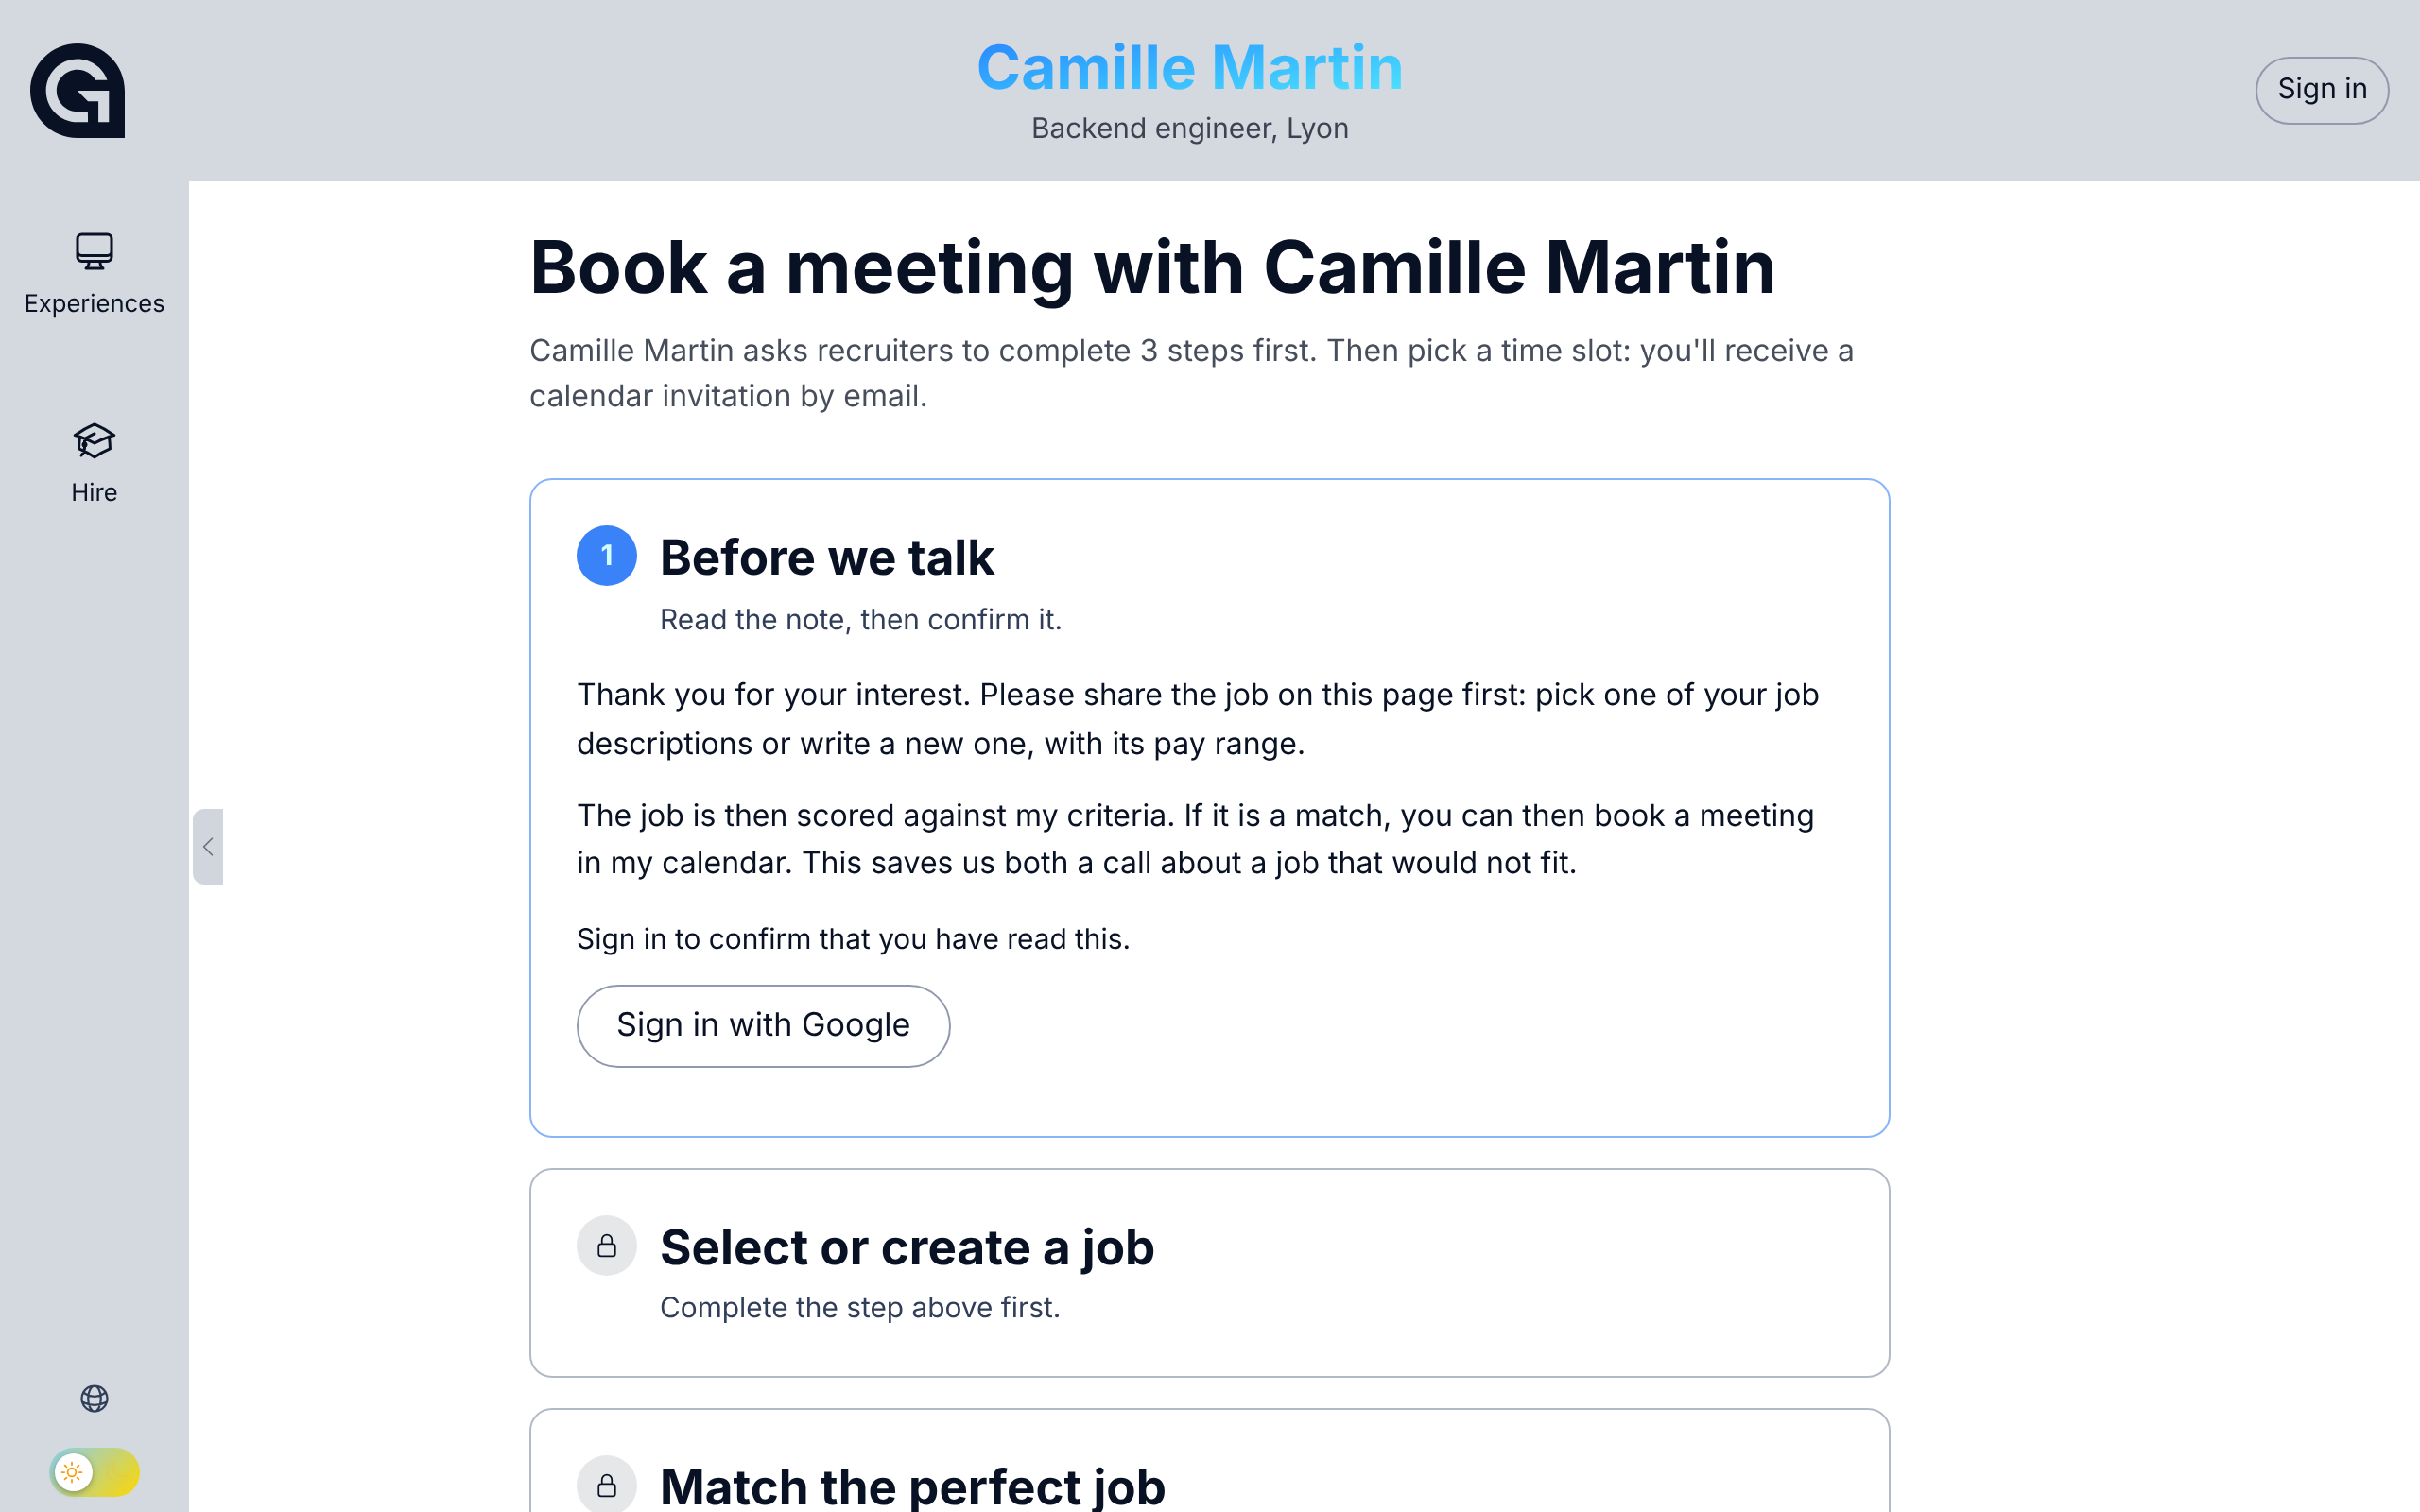 Camille Martin
Backend engineer, Lyon
Sign in
Experiences
Hire
Book a meeting with Camille Martin
Camille Martin asks recruiters to complete 3 steps first. Then pick a time slot: you'll receive a
calendar invitation by email.
1
Before we talk
Read the note, then confirm it.
Thank you for your interest. Please share the job on this page first: pick one of your job
descriptions or write a new one, with its pay range.
The job is then scored against my criteria. If it is a match, you can then book a meeting
in my calendar. This saves us both a call about a job that would not fit.
Sign in to confirm that you have read this.
Sign in with Google
Select or create a job
Complete the step above first.
Match the perfect job